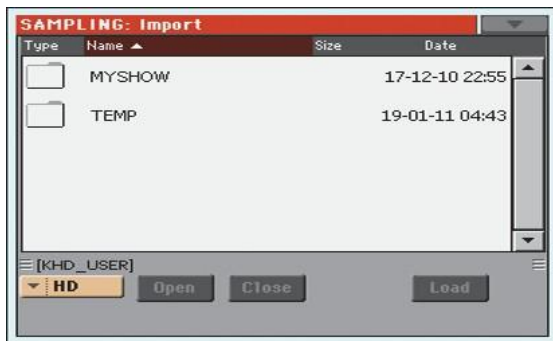 SAMPLING: Import
Type Name Size Date
MYSHOW 17-12-10 22:55
TEMP 19-01-11 04:43
[KHD_USER]
HD Open Close Load